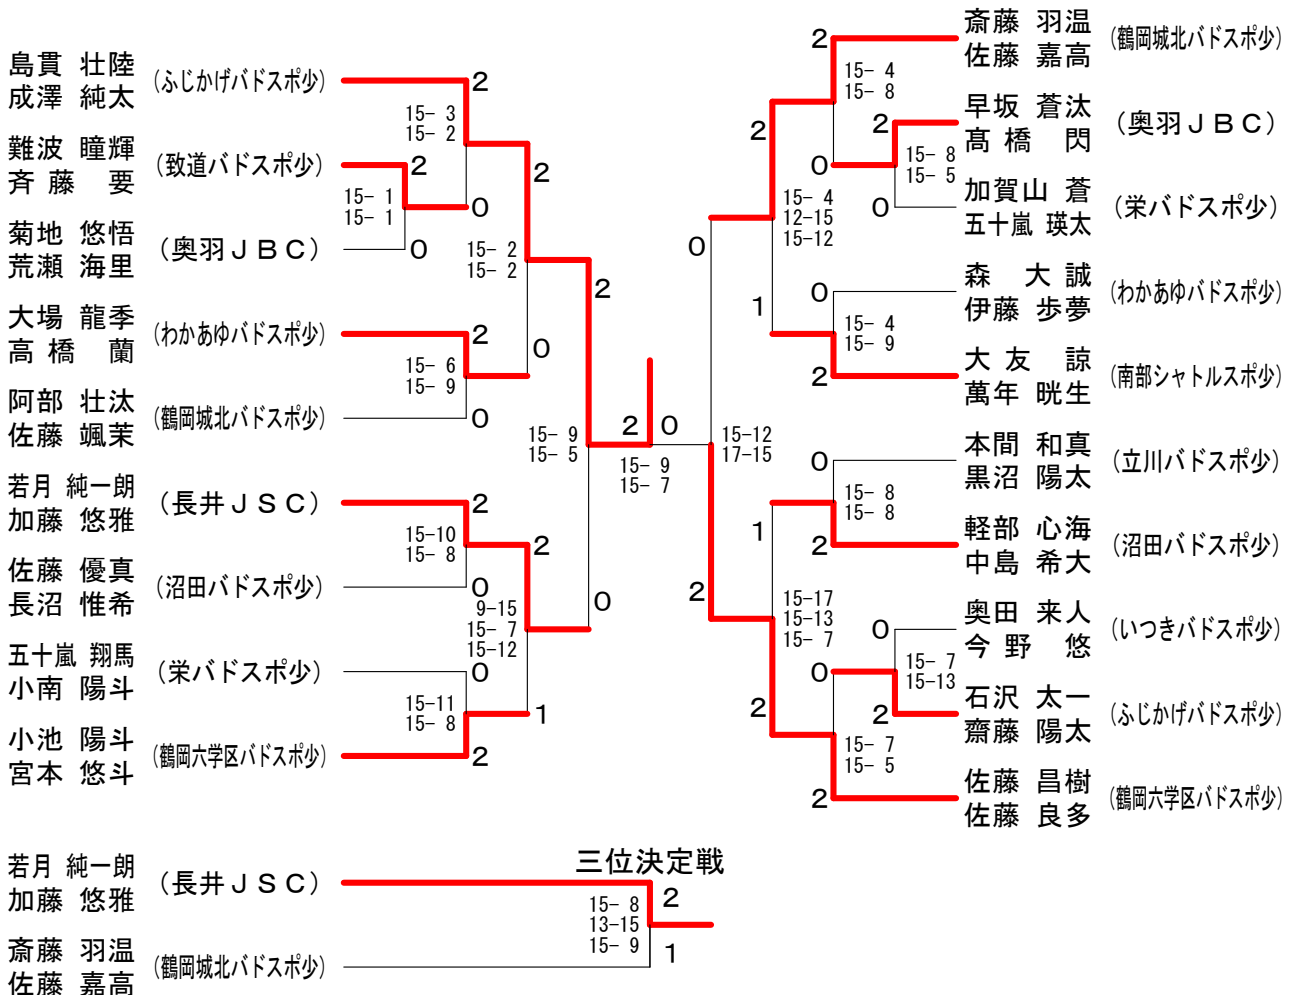 島貫 壮陸
成澤 純太
(ふじかげバドスポ少)
2
15- 3
15- 2
難波 瞳輝
斉藤 要
(致道バドスポ少)
2
15- 1
15- 1
0
菊地 悠悟
荒瀬 海里
(奥羽ＪＢＣ)
0
2
15- 2
15- 2
大場 龍季
高橋 蘭
(わかあゆバドスポ少)
2
15- 6
15- 9
0
阿部 壮汰
佐藤 颯茉
(鶴岡城北バドスポ少)
0
2
15- 9
15- 5
若月 純一朗
加藤 悠雅
(長井ＪＳＣ)
2
15-10
15- 8
2
佐藤 優真
長沼 惟希
(沼田バドスポ少)
0
9-15
15- 7
15-12
0
五十嵐 翔馬
小南 陽斗
(栄バドスポ少)
0
15-11
15- 8
1
小池 陽斗
宮本 悠斗
(鶴岡六学区バドスポ少)
2
2
0
15- 9
15- 7
斎藤 羽温
佐藤 嘉高
(鶴岡城北バドスポ少)
2
15- 4
15- 8
早坂 蒼汰
髙橋 閃
(奥羽ＪＢＣ)
2
2
0
15- 8
15- 5
加賀山 蒼
五十嵐 瑛太
(栄バドスポ少)
0
15- 4
12-15
15-12
0
森 大誠
伊藤 歩夢
(わかあゆバドスポ少)
0
1
15- 4
15- 9
大友 諒
萬年 晄生
(南部シャトルスポ少)
2
15-12
17-15
本間 和真
黒沼 陽太
(立川バドスポ少)
0
15- 8
15- 8
1
軽部 心海
中島 希大
(沼田バドスポ少)
2
2
15-17
15-13
15- 7
奥田 来人
今野 悠
(いつきバドスポ少)
0
15- 7
15-13
0
石沢 太一
齋藤 陽太
(ふじかげバドスポ少)
2
2
15- 7
15- 5
佐藤 昌樹
佐藤 良多
(鶴岡六学区バドスポ少)
2
三位決定戦
若月 純一朗
加藤 悠雅
(長井ＪＳＣ)
2
15- 8
13-15
15- 9
1
斎藤 羽温
佐藤 嘉高
(鶴岡城北バドスポ少)